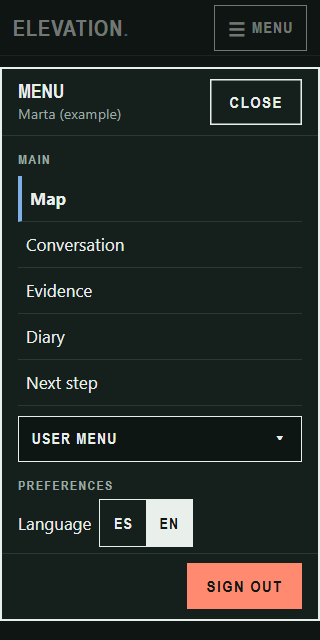 ELEVATION.
☰ MENU
MENU
Marta (example)
CLOSE
MAIN
Map
Conversation
Evidence
Diary
Next step
USER MENU
PREFERENCES
Language
ES
EN
SIGN OUT